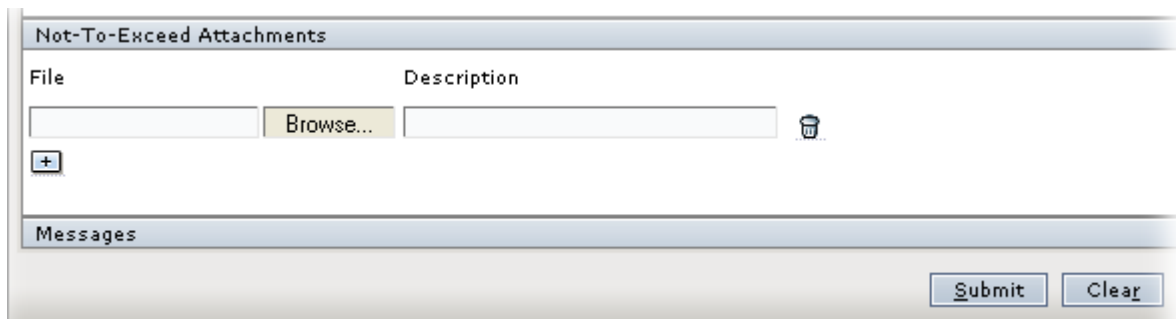 Not-To-Exceed Attachments
File Description
Browse...
+
Messages
Submit Clear